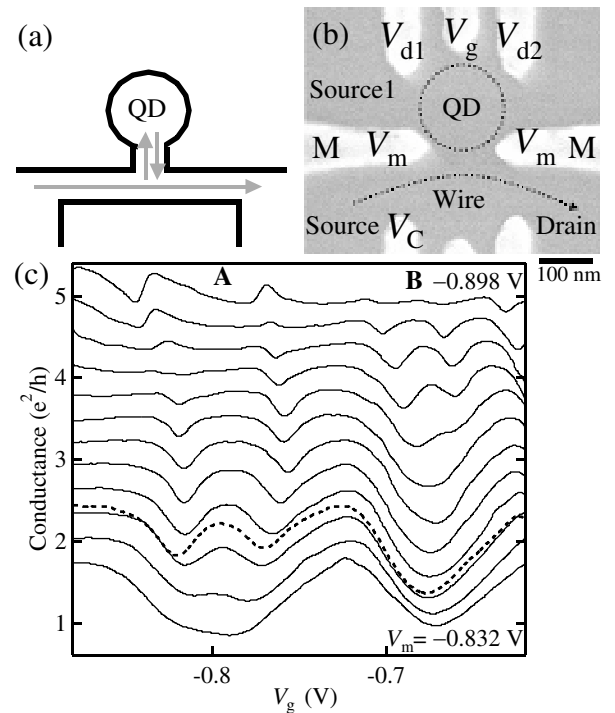 (a)
QD
(b)
V_d1 V_g V_d2
Source1
QD
M V_m V_m M
Wire
Source V_C Drain
100 nm
(c)
A B −0.898 V
5
4
3
2
1
Conductance (e²/h)
V_m= −0.832 V
-0.8 -0.7
V_g (V)